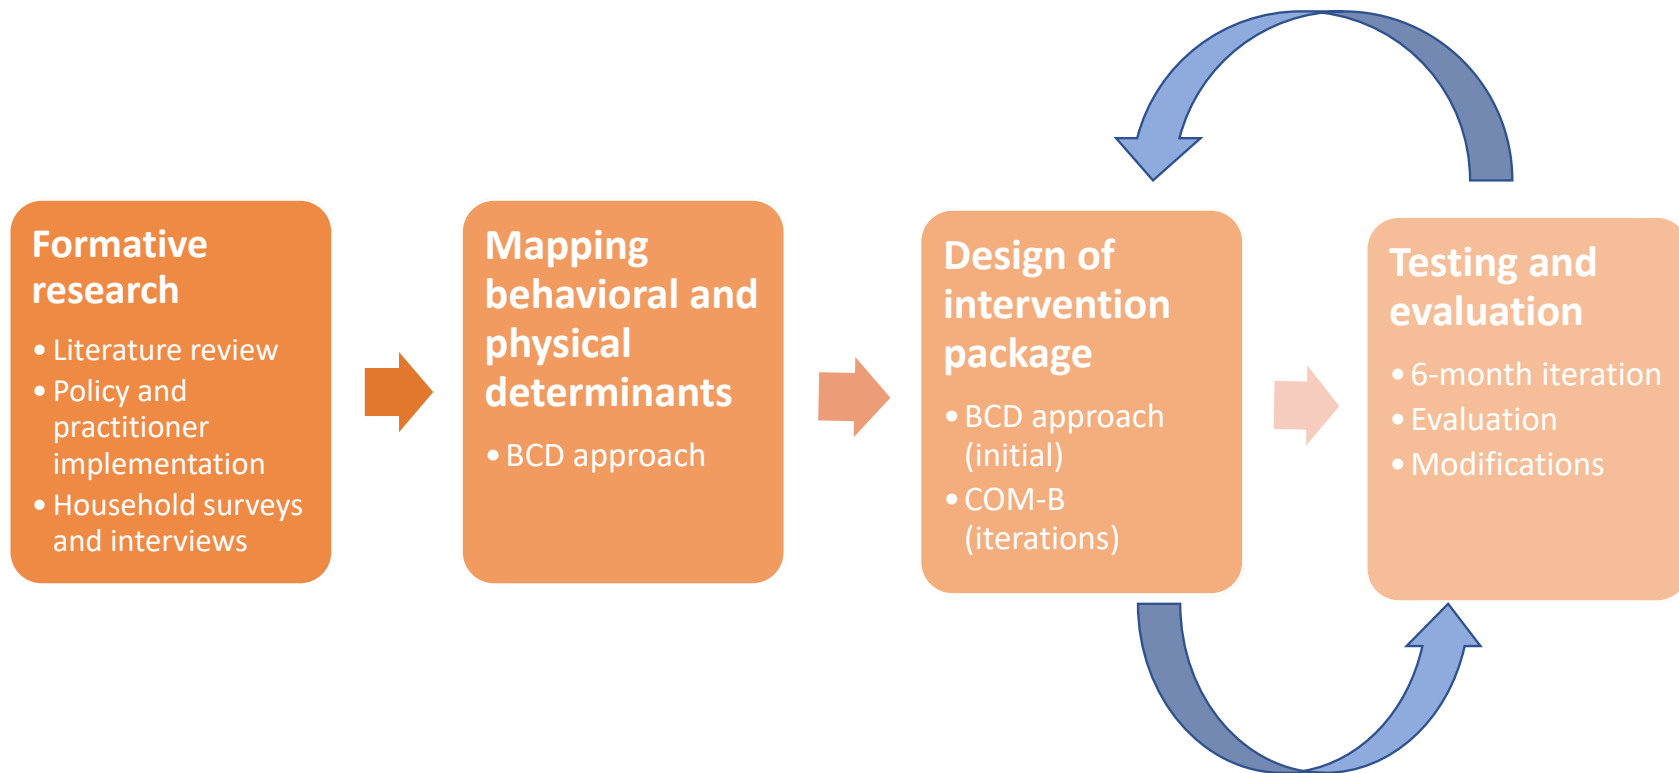 Formative
research
• Literature review
• Policy and
practitioner
implementation
• Household surveys
and interviews
Mapping
behavioral and
physical
determinants
• BCD approach
Design of
intervention
package
• BCD approach
(initial)
• COM-B
(iterations)
Testing and
evaluation
• 6-month iteration
• Evaluation
• Modifications